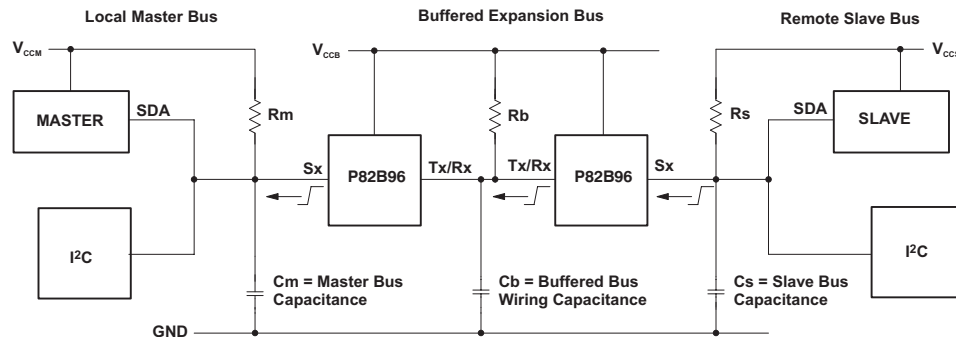 Local Master Bus
Buffered Expansion Bus
Remote Slave Bus
VCCM
VCCB
VCCS
MASTER
SDA
Rm
Rb
Rs
SDA
SLAVE
Sx
P82B96
Tx/Rx
Tx/Rx
P82B96
Sx
I²C
I²C
Cm = Master Bus
Capacitance
Cb = Buffered Bus
Wiring Capacitance
Cs = Slave Bus
Capacitance
GND